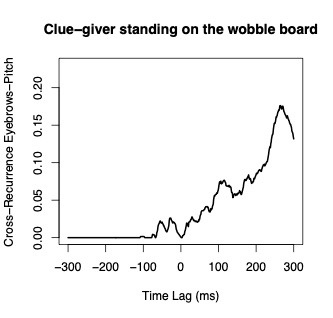 Clue–giver standing on the wobble board
Cross–Recurrence Eyebrows–Pitch
0.20
0.15
0.10
0.05
0.00
−300 −200 −100 0 100 200 300
Time Lag (ms)